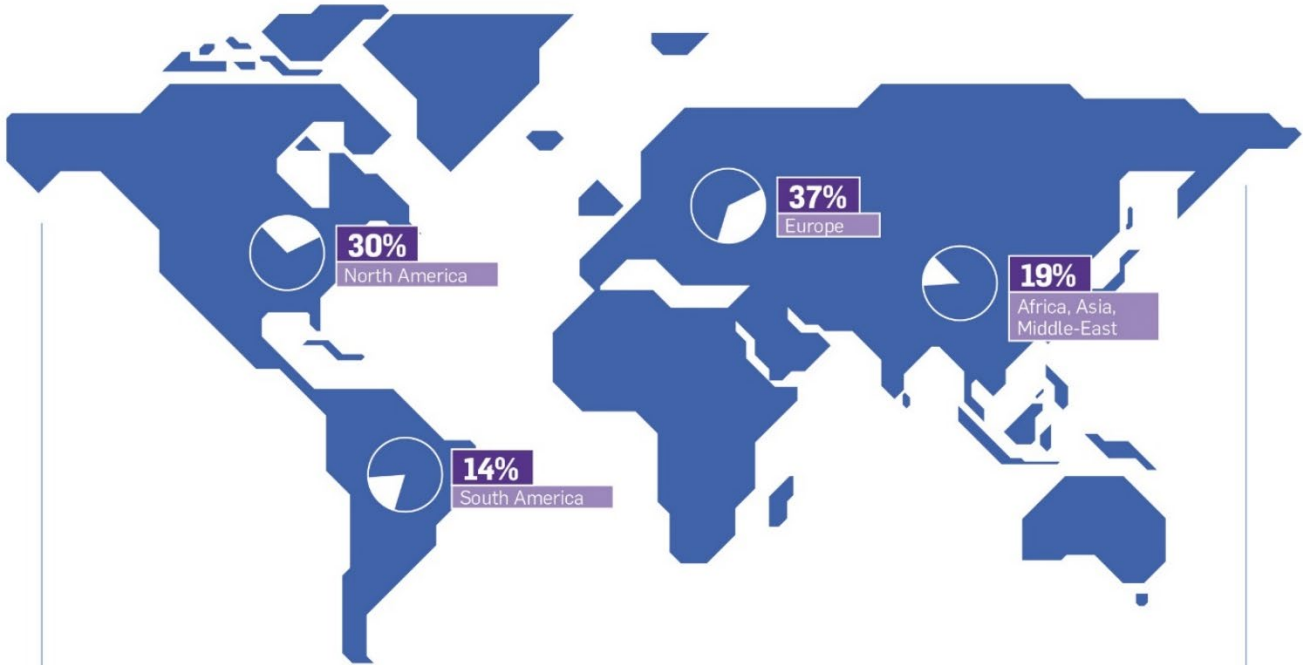 37%
Europe
30%
North America
19%
Africa, Asia,
Middle-East
14%
South America